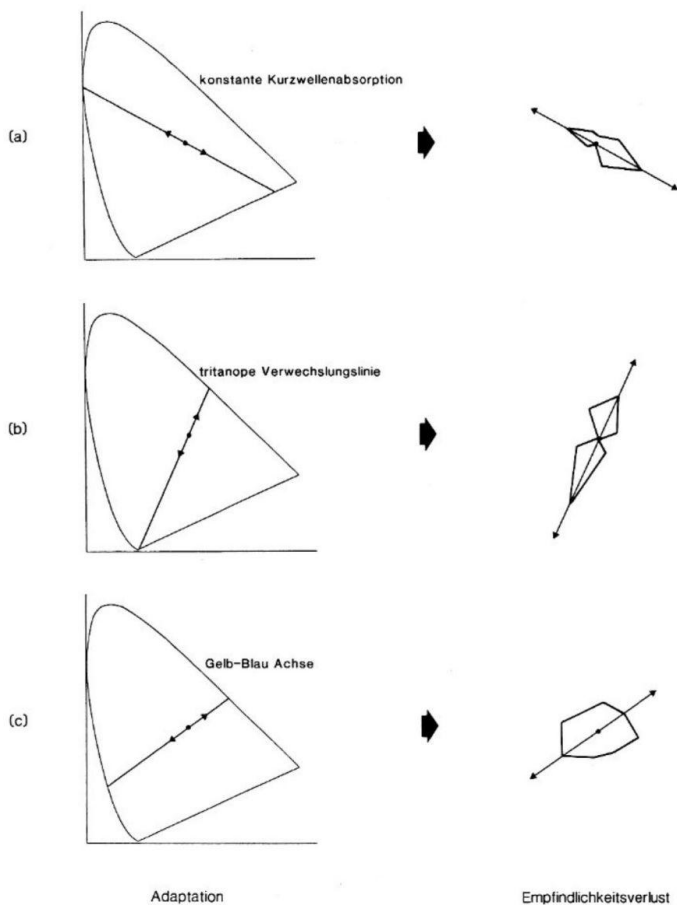 konstante Kurzwellenabsorption
(a)
tritanope Verwechslungslinie
(b)
Gelb-Blau Achse
(c)
Adaptation
Empfindlichkeitsverlust